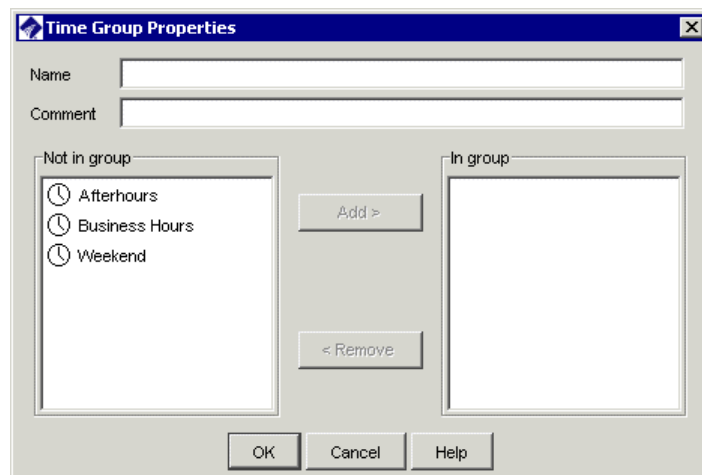 Time Group Properties
Name
Comment
Not in group
In group
Afterhours
Business Hours
Weekend
Add >
< Remove
OK
Cancel
Help